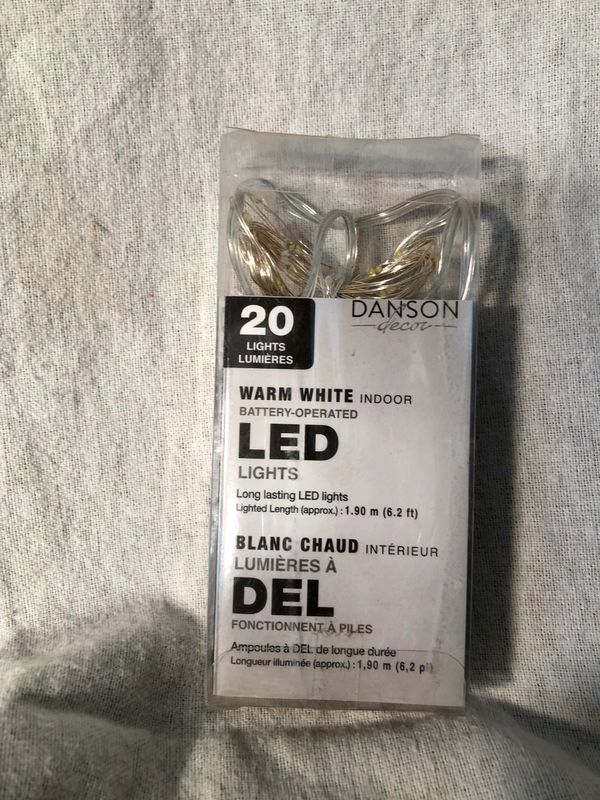 20
LIGHTS
LUMIÈRES
DANSON
decor
WARM WHITE INDOOR
BATTERY-OPERATED
LED
LIGHTS
Long lasting LED lights
Lighted Length (approx.) : 1.90 m (6.2 ft)
BLANC CHAUD INTÉRIEUR
LUMIÈRES À
DEL
FONCTIONNENT À PILES
Ampoules à DEL de longue durée
Longueur illuminée (approx.) : 1,90 m (6,2 pi)